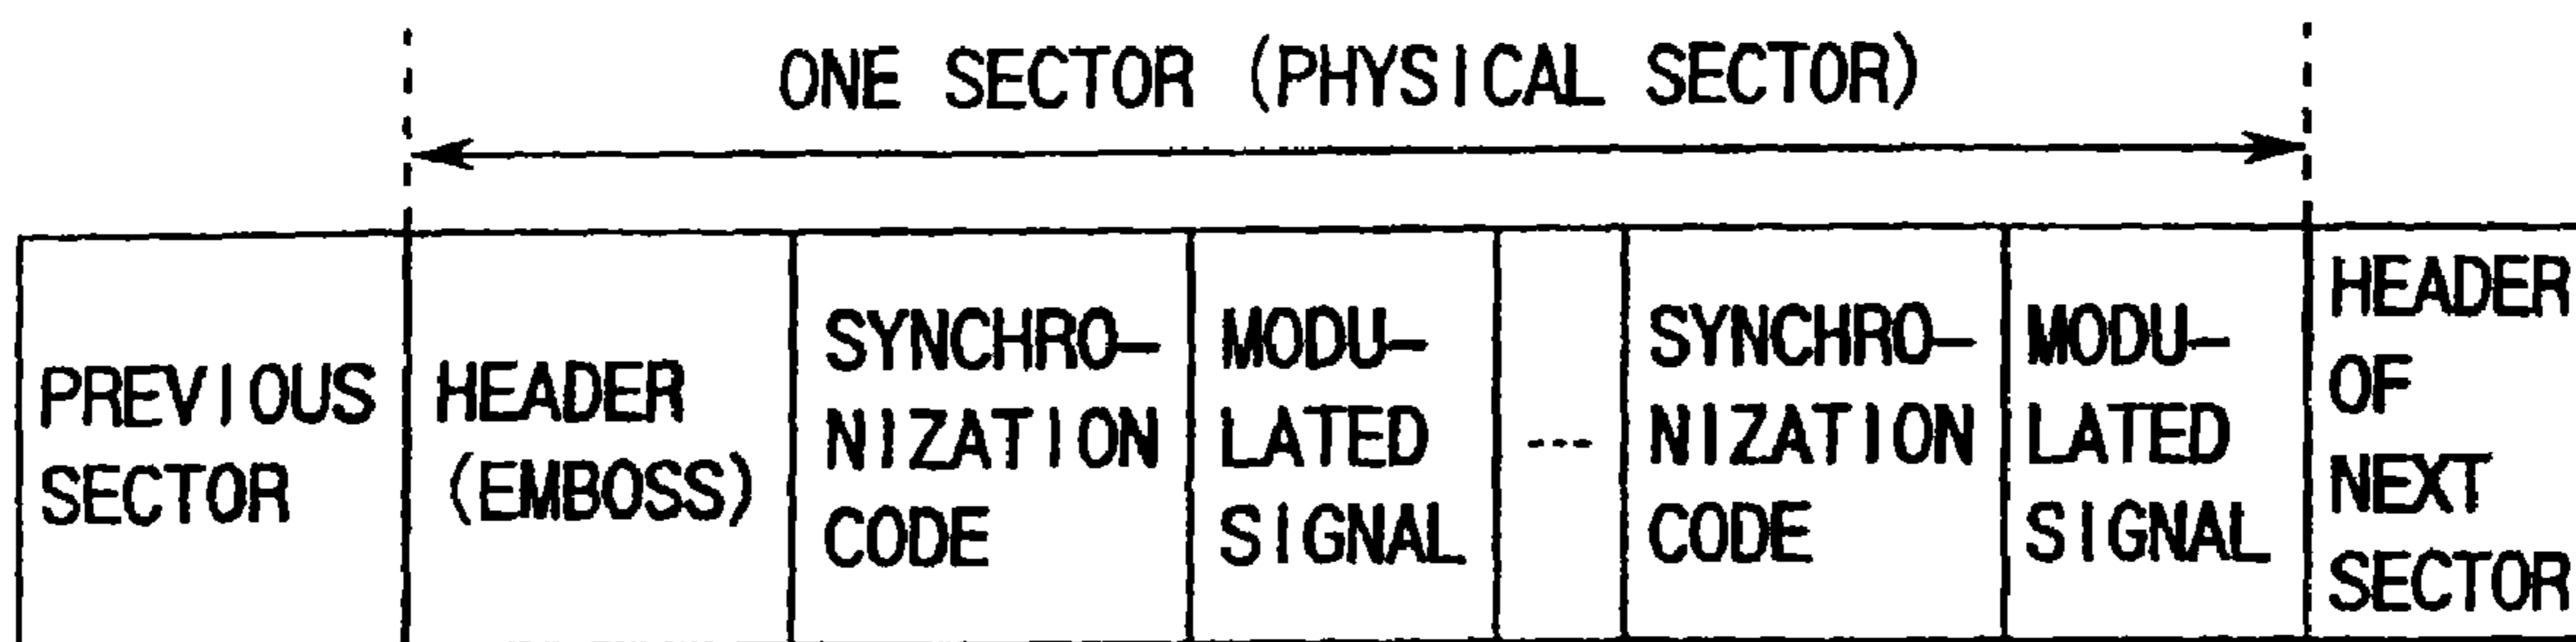 ONE SECTOR (PHYSICAL SECTOR)
PREVIOUS
SECTOR
HEADER
(EMBOSS)
SYNCHRO-
NIZATION
CODE
MODU-
LATED
SIGNAL
---
SYNCHRO-
NIZATION
CODE
MODU-
LATED
SIGNAL
HEADER
OF
NEXT
SECTOR